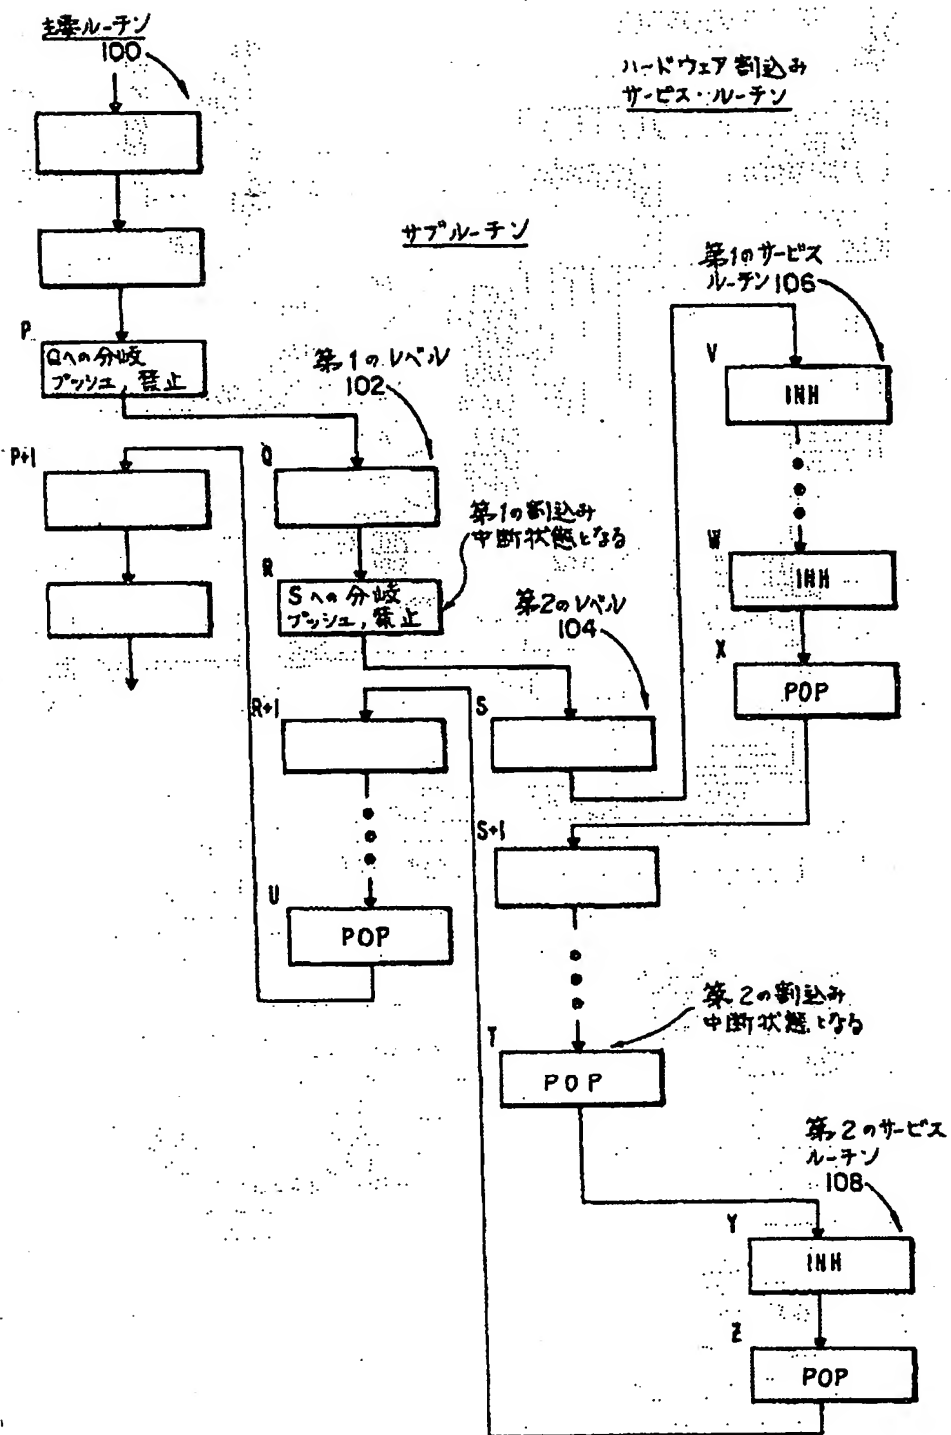 主要ルーチン
100
ハードウェア割込み
サービス・ルーチン
サブルーチン
第1のサービス
ルーチン106
P
Qへの分岐
プッシュ, 禁止
第1のレベル
102
V
INH
P+1
Q
第1の割込み
中断状態となる
W
INH
R
Sへの分岐
プッシュ, 禁止
第2のレベル
104
X
POP
R+1
S
S+1
U
POP
第2の割込み
中断状態となる
T
POP
第2のサービス
ルーチン
108
Y
INH
Z
POP